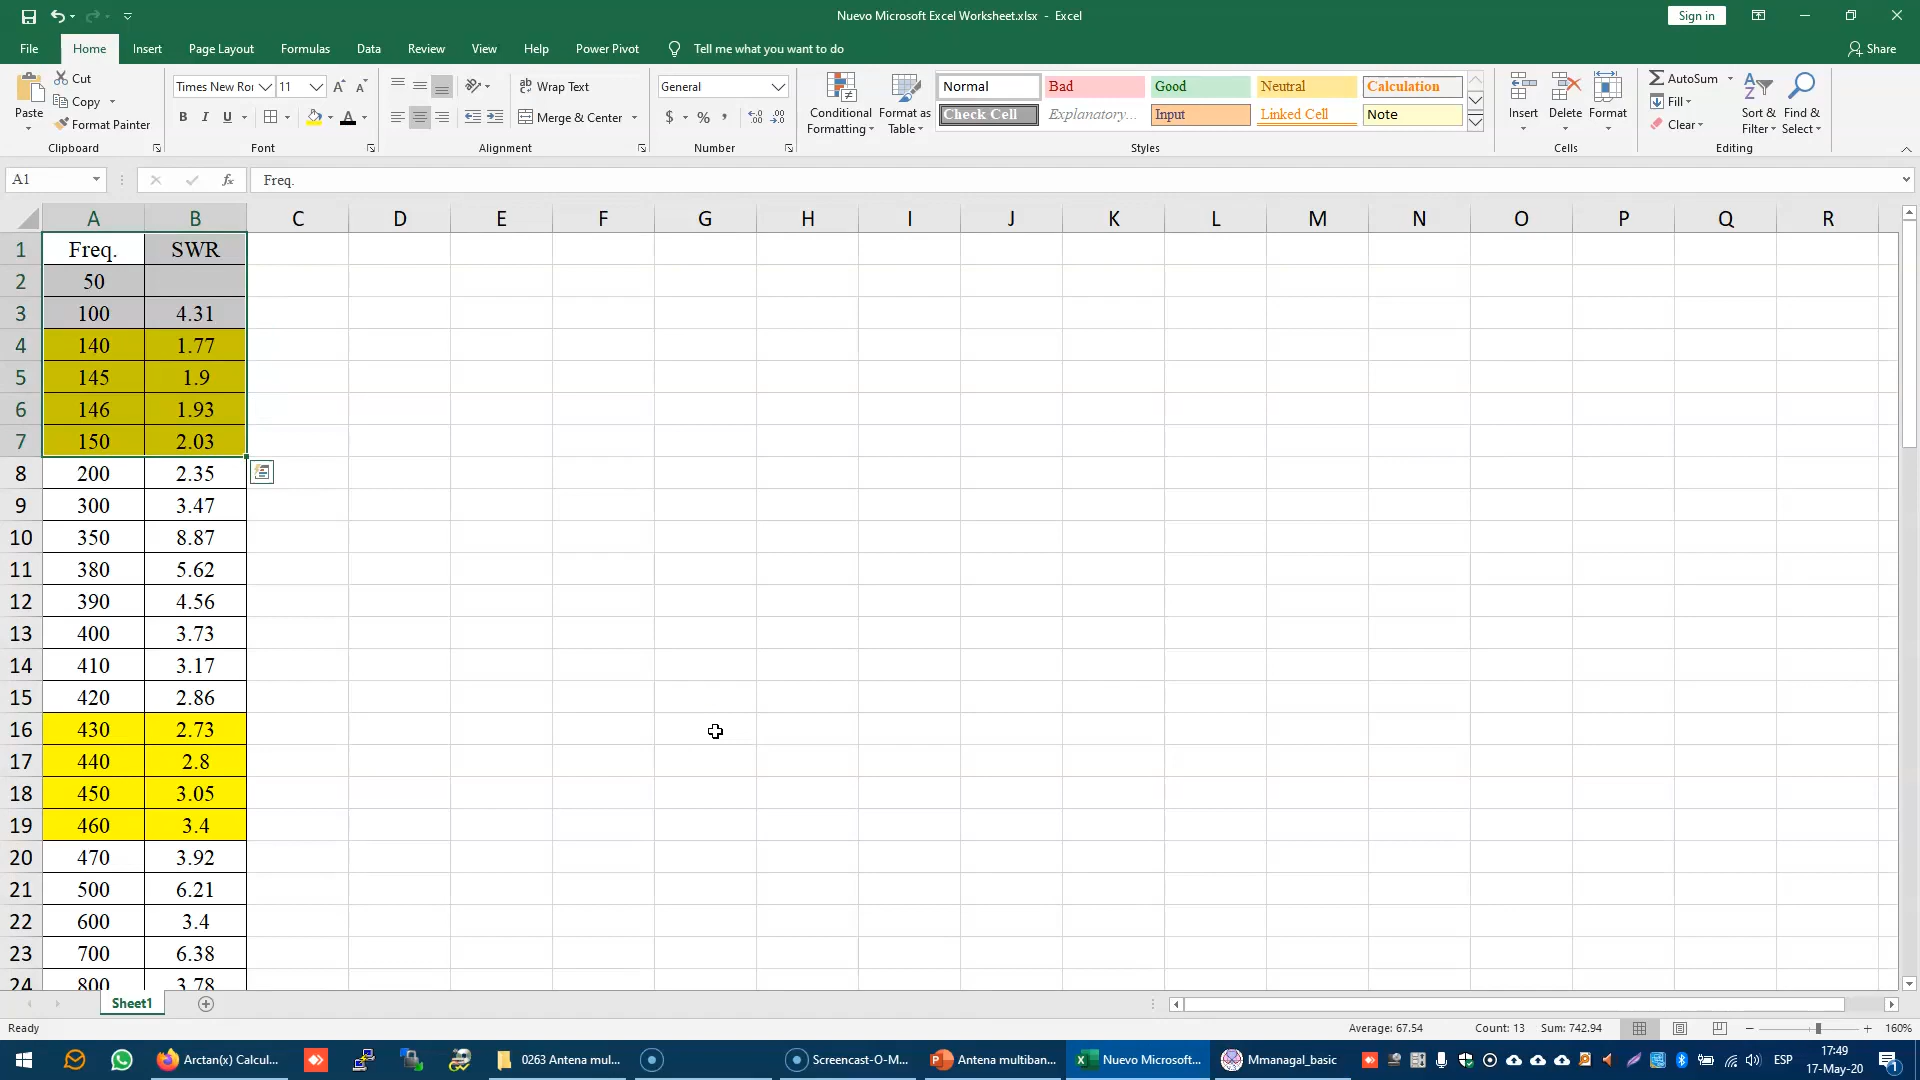 Nuevo Microsoft Excel Worksheet.xlsx - Excel
Sign in
File Home Insert Page Layout Formulas Data Review View Help Power Pivot Tell me what you want to do Share
Paste
Cut
Copy
Format Painter
Clipboard
Times New Ror 11
B I U
Font
Wrap Text
Merge & Center
Alignment
General
$ % ,
Number
Conditional Formatting
Format as Table
Normal Bad Good Neutral Calculation
Check Cell Explanatory... Input Linked Cell Note
Styles
Insert Delete Format
Cells
AutoSum
Fill
Clear
Sort & Filter
Find & Select
Editing
A1 fx Freq.
A B C D E F G H I J K L M N O P Q R
1 Freq. SWR
2 50
3 100 4.31
4 140 1.77
5 145 1.9
6 146 1.93
7 150 2.03
8 200 2.35
9 300 3.47
10 350 8.87
11 380 5.62
12 390 4.56
13 400 3.73
14 410 3.17
15 420 2.86
16 430 2.73
17 440 2.8
18 450 3.05
19 460 3.4
20 470 3.92
21 500 6.21
22 600 3.4
23 700 6.38
24 800 3.78
Sheet1
Ready
Average: 67.54 Count: 13 Sum: 742.94
160%
Arctan(x) Calcul...
0263 Antena mul...
Screencast-O-M...
Antena multiban...
Nuevo Microsoft...
Mmanagal_basic
ESP
17:49
17-May-20
1